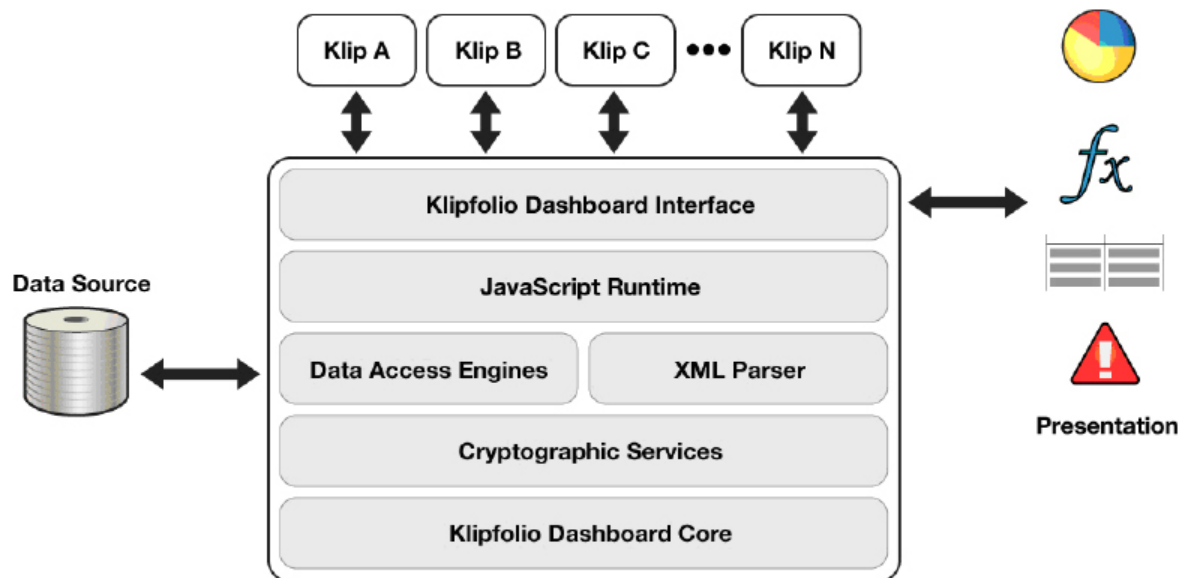 Klip A
Klip B
Klip C
Klip N
Klipfolio Dashboard Interface
JavaScript Runtime
Data Source
Data Access Engines
XML Parser
Cryptographic Services
Klipfolio Dashboard Core
fx
!
Presentation